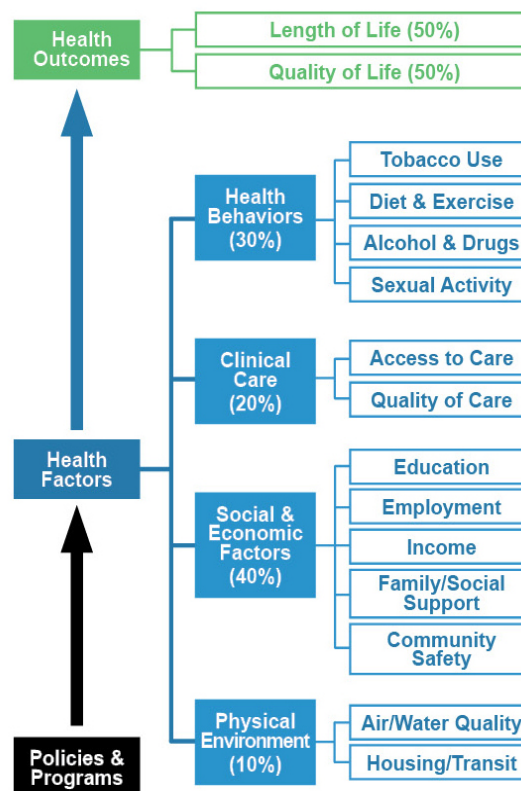 Health
Outcomes
Length of Life (50%)
Quality of Life (50%)
Health
Behaviors
(30%)
Tobacco Use
Diet & Exercise
Alcohol & Drugs
Sexual Activity
Clinical
Care
(20%)
Access to Care
Quality of Care
Health
Factors
Social &
Economic
Factors
(40%)
Education
Employment
Income
Family/Social
Support
Community
Safety
Physical
Environment
(10%)
Air/Water Quality
Housing/Transit
Policies &
Programs